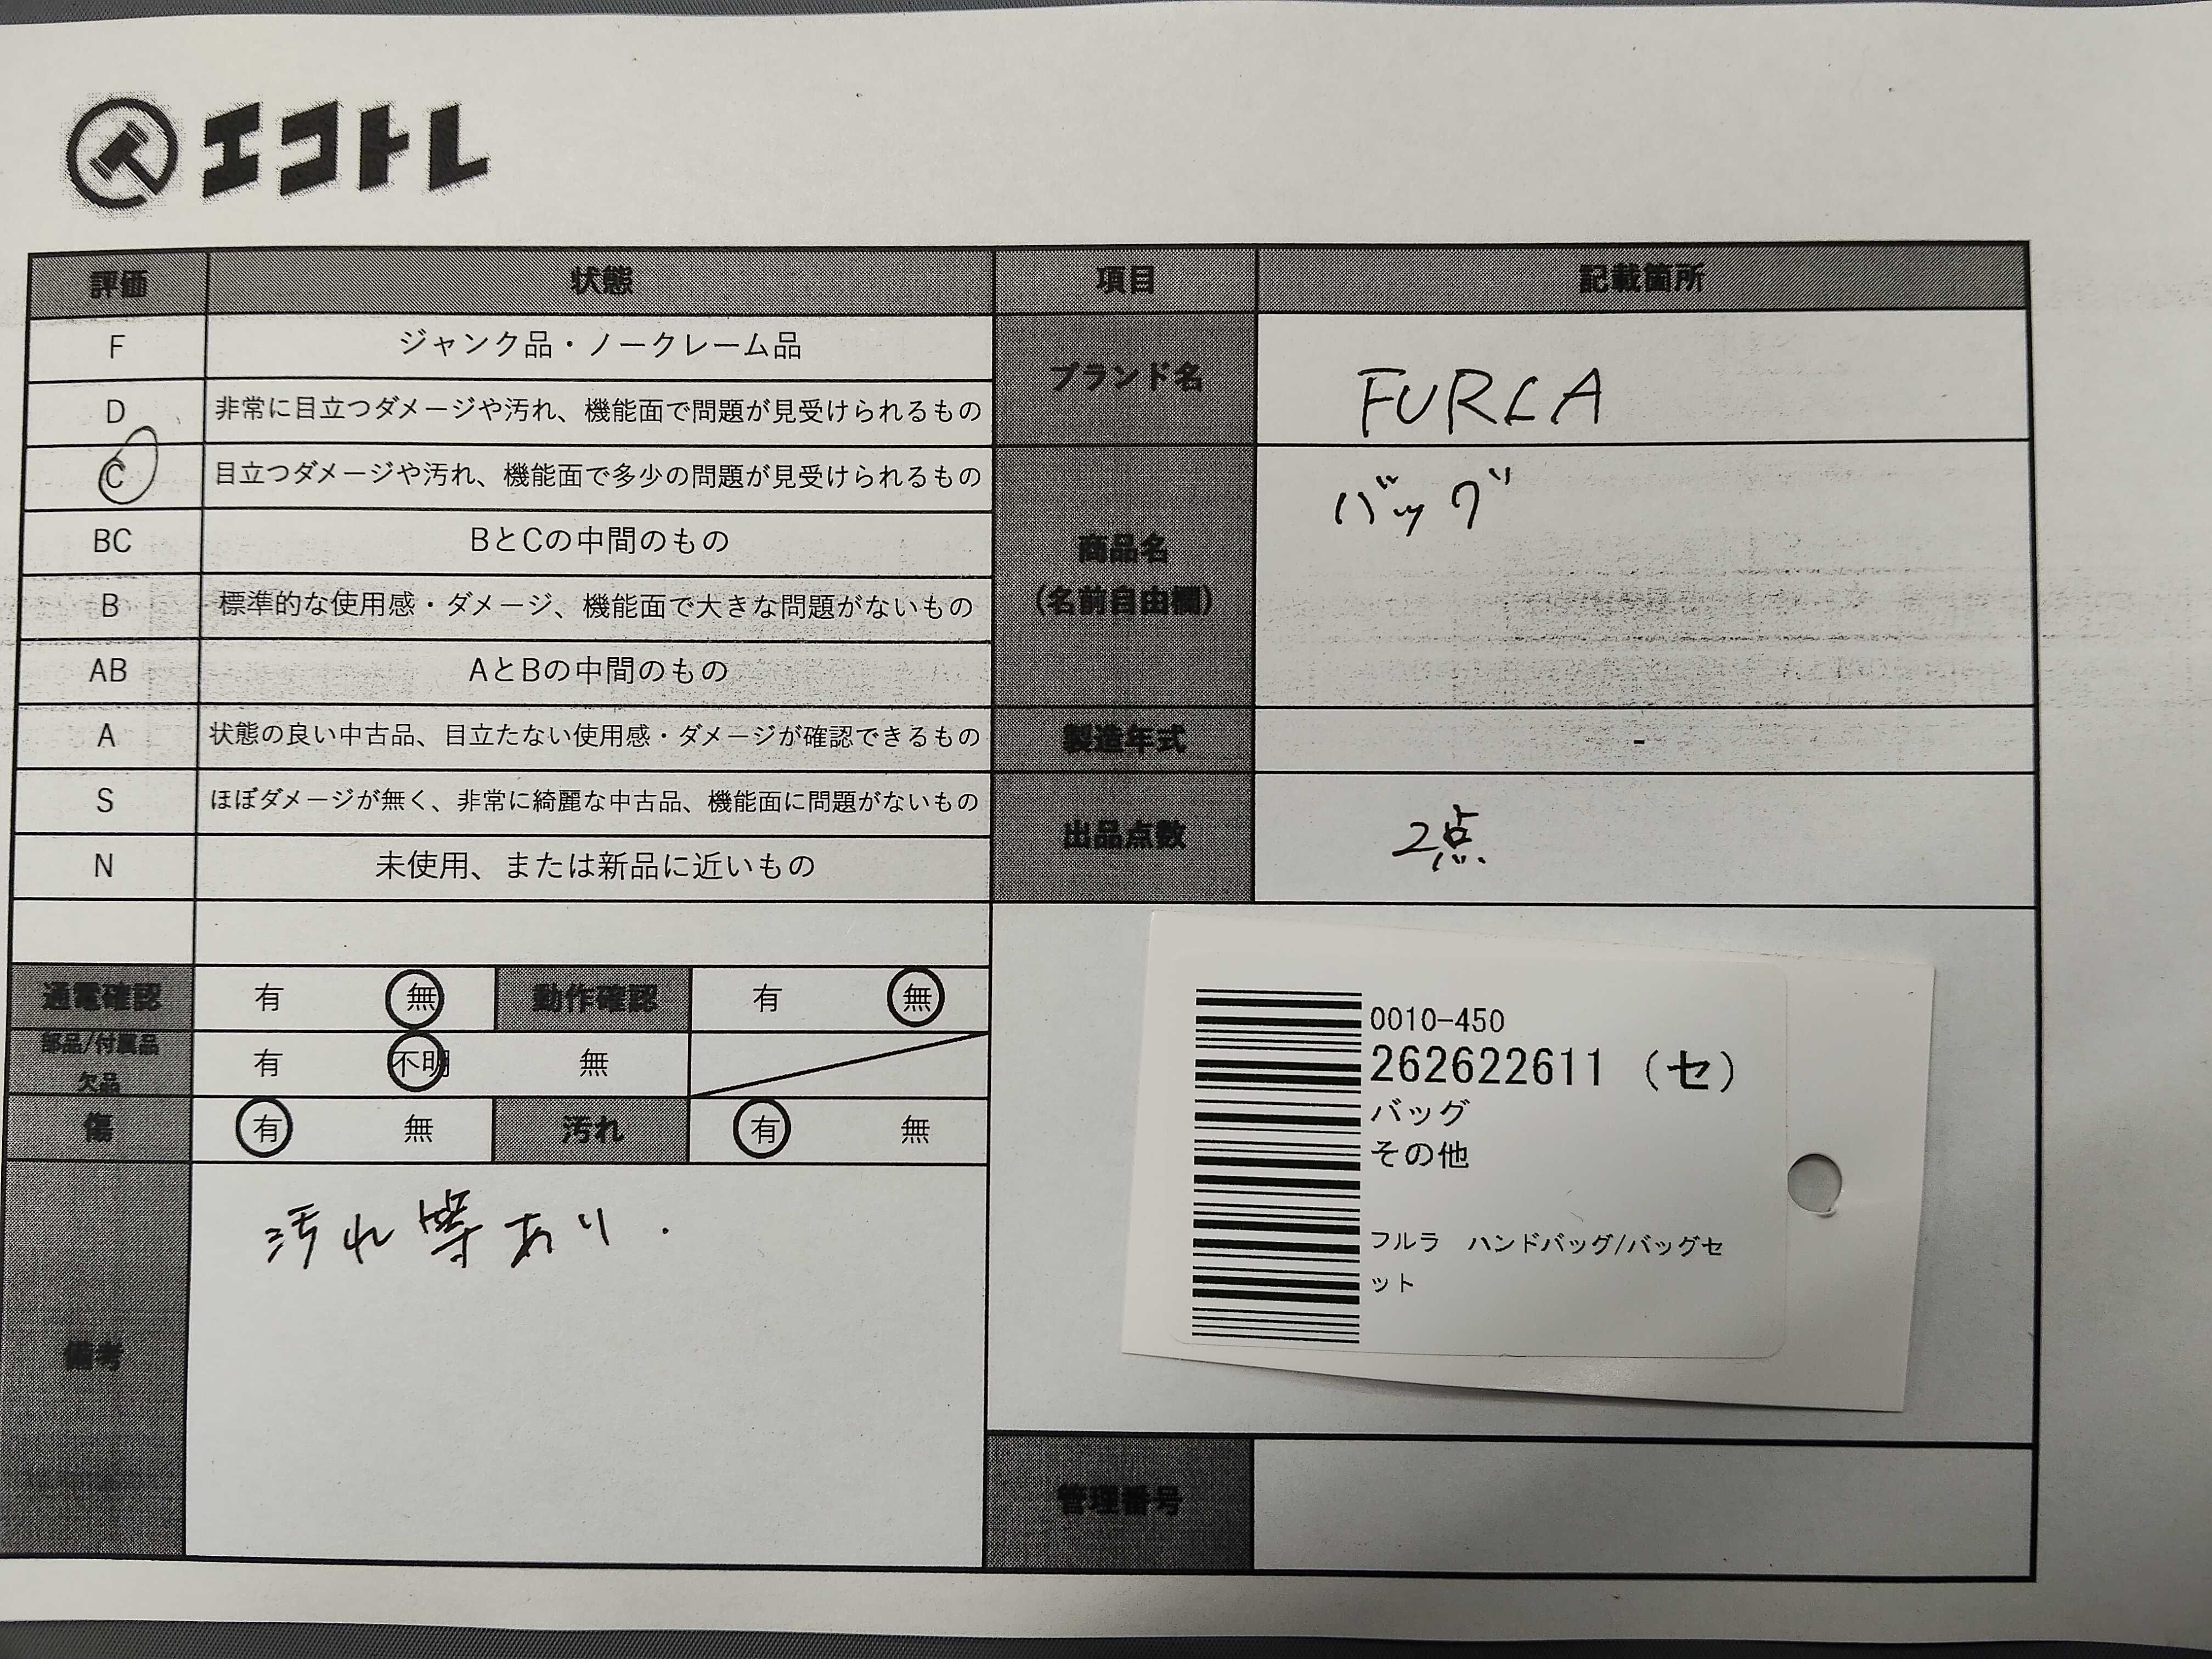 エコトレ
評価 状態 項目 記載箇所
F ジャンク品・ノークレーム品
D 非常に目立つダメージや汚れ、機能面で問題が見受けられるもの
C 目立つダメージや汚れ、機能面で多少の問題が見受けられるもの
BC BとCの中間のもの
B 標準的な使用感・ダメージ、機能面で大きな問題がないもの
AB AとBの中間のもの
A 状態の良い中古品、目立たない使用感・ダメージが確認できるもの
S ほぼダメージが無く、非常に綺麗な中古品、機能面に問題がないもの
N 未使用、または新品に近いもの
ブランド名 FURLA
商品名
(名前自由欄)
バッグ
製造年式 -
出品点数 2点
通電確認 有 無 動作確認 有 無
部品/付属品
欠品
有 不明 無
傷 有 無 汚れ 有 無
備考 汚れ等あり.
0010-450
262622611 (セ)
バッグ
その他
フルラ ハンドバッグ/バッグセ
ット
管理番号